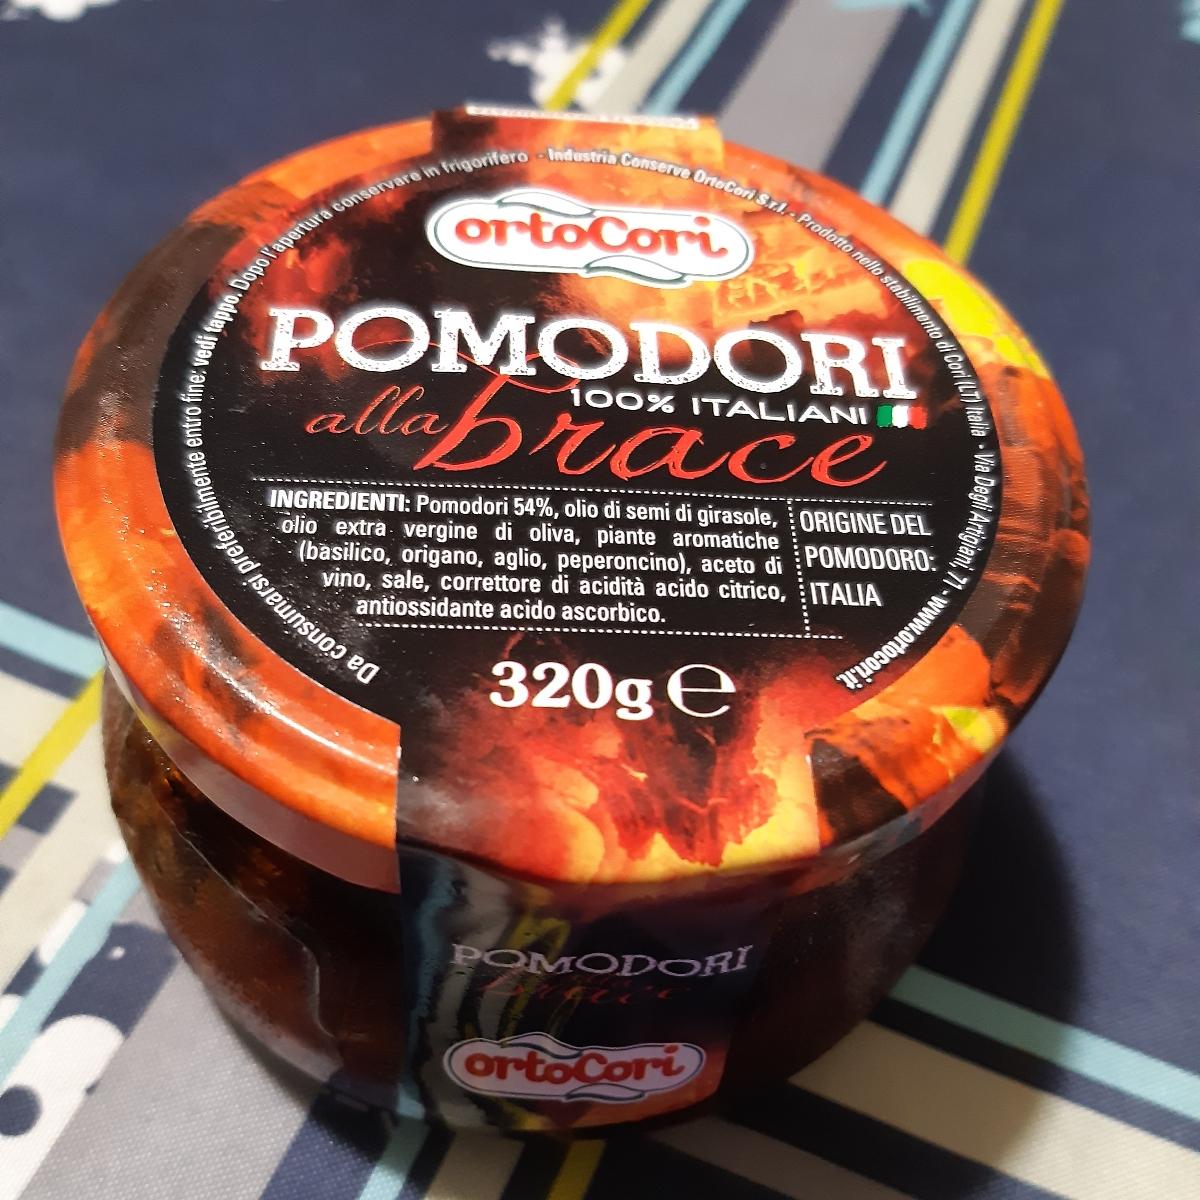 Da consumarsi preferibilmente entro fine: vedi tappo. Dopo l'apertura conservare in frigorifero - Industria Conserve OrtoCori S.r.l. - Prodotto nello stabilimento di Cori (LT) Italia - Via Degli Artigiani, 71 - www.ortocori.it
ortoCori
POMODORI
100% ITALIANI
alla brace
INGREDIENTI: Pomodori 54%, olio di semi di girasole,
olio extra vergine di oliva, piante aromatiche
(basilico, origano, aglio, peperoncino), aceto di
vino, sale, correttore di acidità acido citrico,
antiossidante acido ascorbico.
ORIGINE DEL
POMODORO:
ITALIA
320g ℮
POMODORI
alla brace
ortoCori